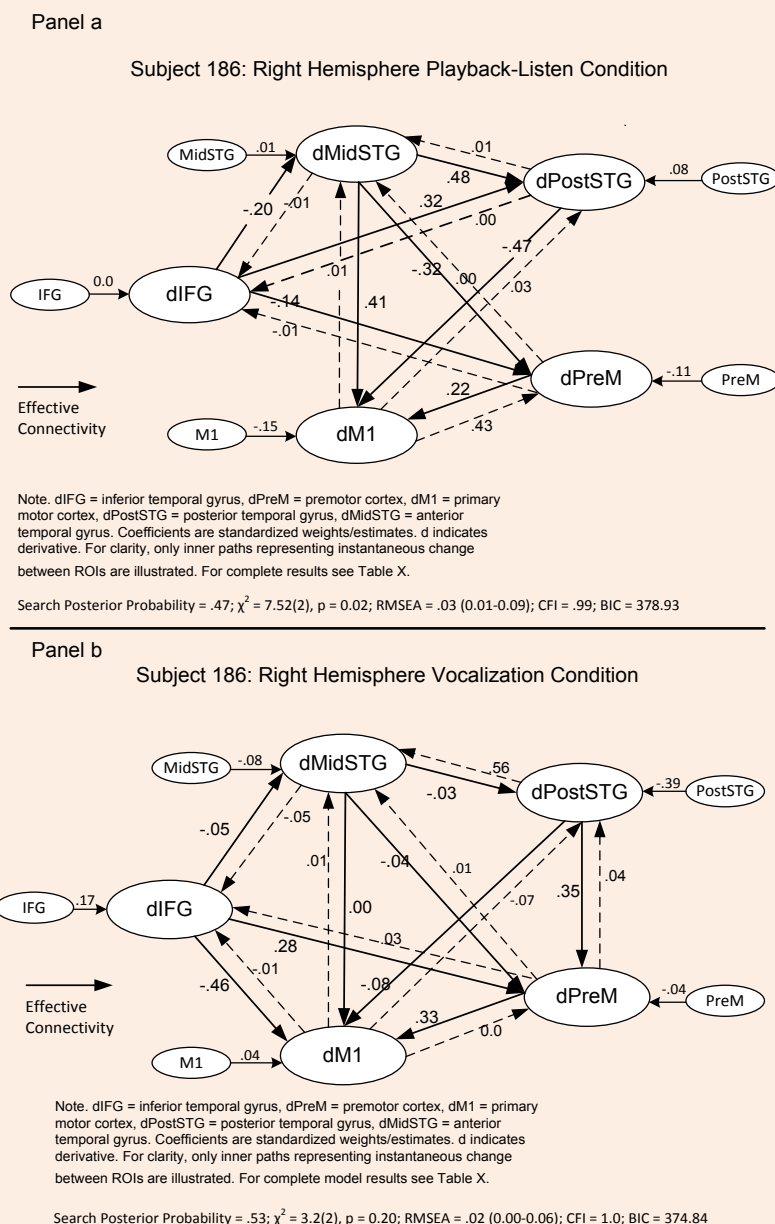 Panel a
Subject 186: Right Hemisphere Playback-Listen Condition
MidSTG
.01
dMidSTG
.01
.48
dPostSTG
.08
PostSTG
-.20
-.01
.32
.00
-.47
IFG
0.0
dIFG
-.14
-.01
.01
.41
-.32
.00
.03
dPreM
-.11
PreM
.22
.43
Effective
Connectivity
M1
-.15
dM1
Note. dIFG = inferior temporal gyrus, dPreM = premotor cortex, dM1 = primary
motor cortex, dPostSTG = posterior temporal gyrus, dMidSTG = anterior
temporal gyrus. Coefficients are standardized weights/estimates. d indicates
derivative. For clarity, only inner paths representing instantaneous change
between ROIs are illustrated. For complete results see Table X.
Search Posterior Probability = .47; χ² = 7.52(2), p = 0.02; RMSEA = .03 (0.01-0.09); CFI = .99; BIC = 378.93
Panel b
Subject 186: Right Hemisphere Vocalization Condition
MidSTG
-.08
dMidSTG
.56
-.03
dPostSTG
-.39
PostSTG
-.05
-.05
.01
-.04
.01
-.07
.35
.04
IFG
.17
dIFG
.00
.28
.03
-.46
-.01
-.08
dPreM
-.04
PreM
.33
0.0
Effective
Connectivity
M1
.04
dM1
Note. dIFG = inferior temporal gyrus, dPreM = premotor cortex, dM1 = primary
motor cortex, dPostSTG = posterior temporal gyrus, dMidSTG = anterior
temporal gyrus. Coefficients are standardized weights/estimates. d indicates
derivative. For clarity, only inner paths representing instantaneous change
between ROIs are illustrated. For complete model results see Table X.
Search Posterior Probability = .53; χ² = 3.2(2), p = 0.20; RMSEA = .02 (0.00-0.06); CFI = 1.0; BIC = 374.84